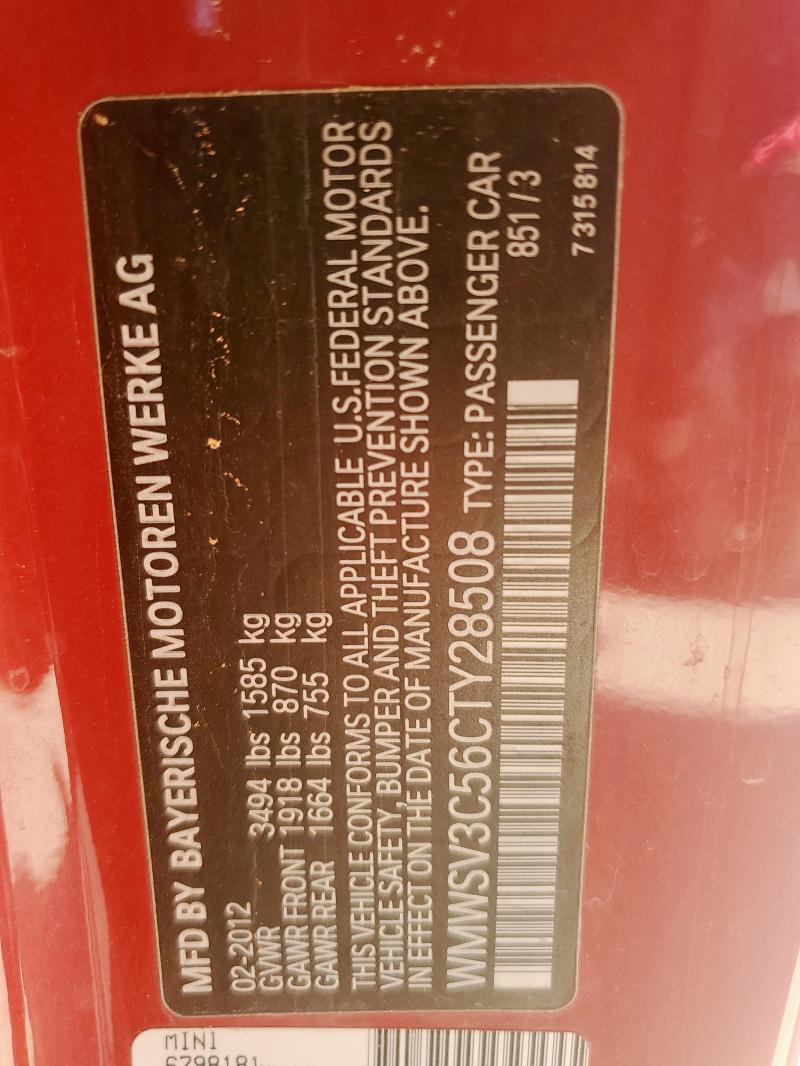 MFD BY BAYERISCHE MOTOREN WERKE AG
02-2012
GVWR 3494 lbs 1585 kg
GAWR FRONT 1918 lbs 870 kg
GAWR REAR 1664 lbs 755 kg
THIS VEHICLE CONFORMS TO ALL APPLICABLE U.S.FEDERAL MOTOR
VEHICLE SAFETY, BUMPER AND THEFT PREVENTION STANDARDS
IN EFFECT ON THE DATE OF MANUFACTURE SHOWN ABOVE.
WMWSV3C56CTY28508 TYPE: PASSENGER CAR
851 / 3
7 315 814
MINI